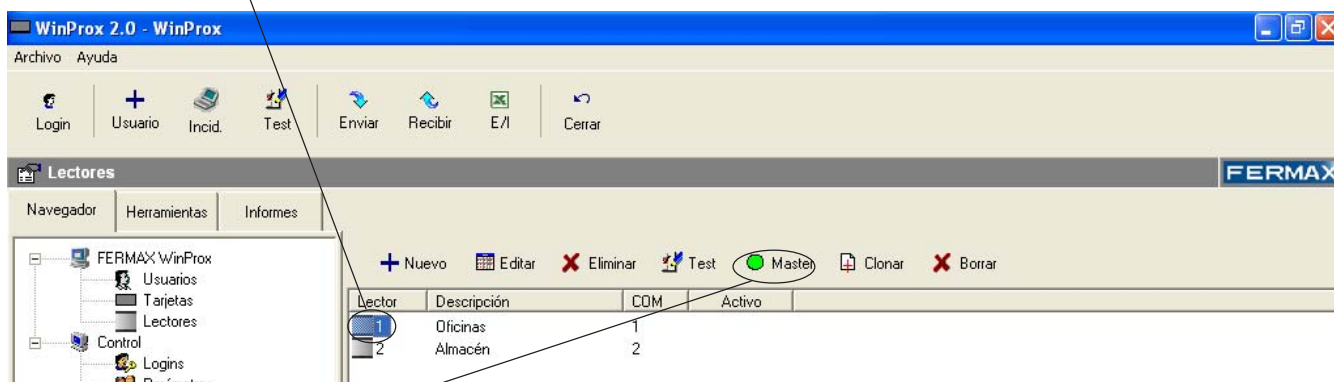 WinProx 2.0 - WinProx
Archivo Ayuda
Login Usuario Incid. Test Enviar Recibir E/I Cerrar
Lectores FERMAX
Navegador Herramientas Informes
FERMAX WinProx
Usuarios
Tarjetas
Lectores
Control
Logins
Nuevo Editar Eliminar Test Master Clonar Borrar
Lector Descripción COM Activo
1 Oficinas 1
2 Almacén 2